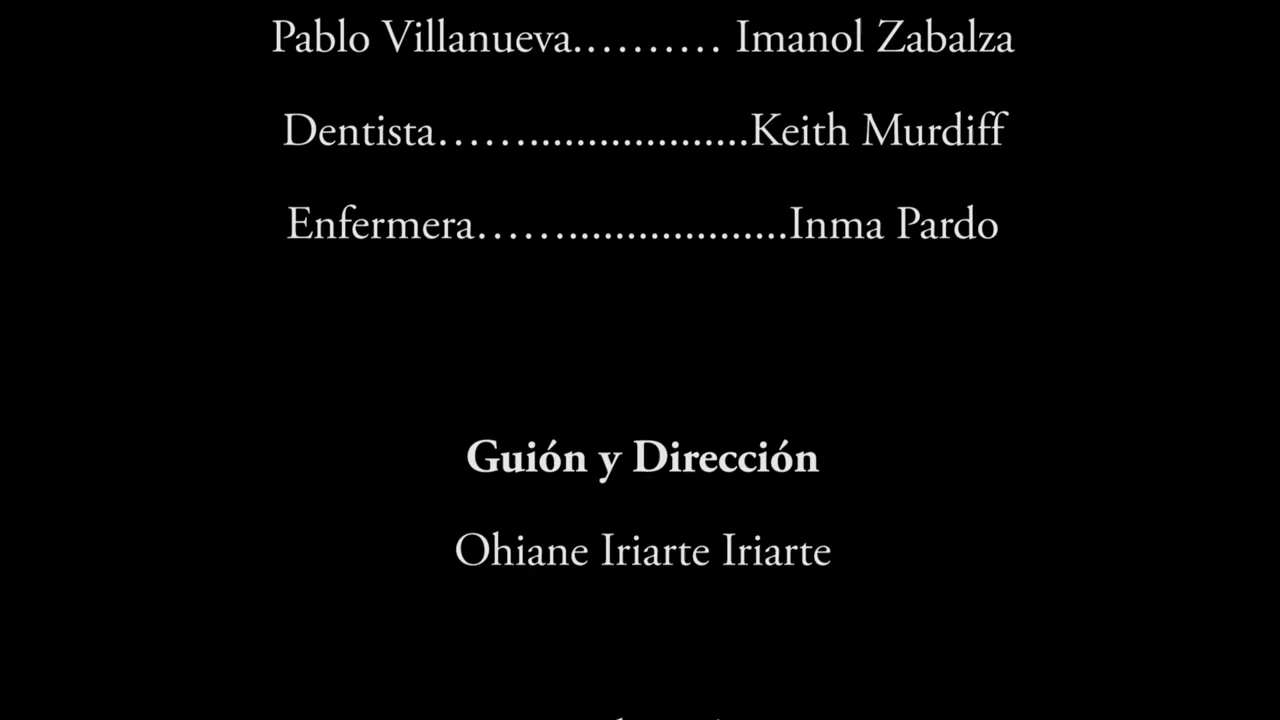 Pablo Villanueva.……… Imanol Zabalza
Dentista……...................Keith Murdiff
Enfermera……...................Inma Pardo
Guión y Dirección
Ohiane Iriarte Iriarte